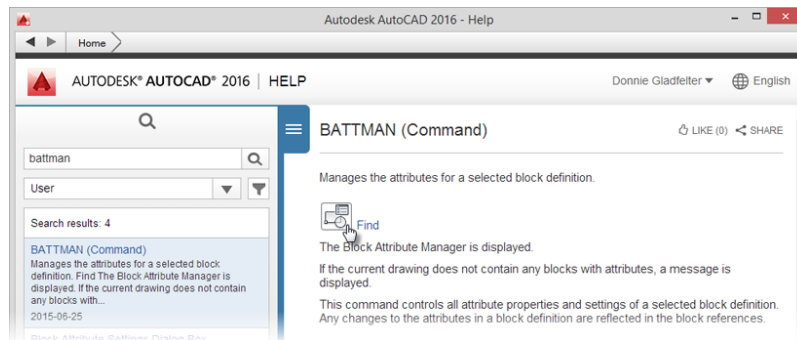 Autodesk AutoCAD 2016 - Help
Home
AUTODESK® AUTOCAD® 2016 | HELP
Donnie Gladfelter
English
battman
User
Search results: 4
BATTMAN (Command)
Manages the attributes for a selected block
definition. Find The Block Attribute Manager is
displayed. If the current drawing does not contain
any blocks with...
2015-06-25
Block Attribute Settings Dialog Box
BATTMAN (Command)
LIKE (0)
SHARE
Manages the attributes for a selected block definition.
Find
The Block Attribute Manager is displayed.
If the current drawing does not contain any blocks with attributes, a message is
displayed.
This command controls all attribute properties and settings of a selected block definition.
Any changes to the attributes in a block definition are reflected in the block references.